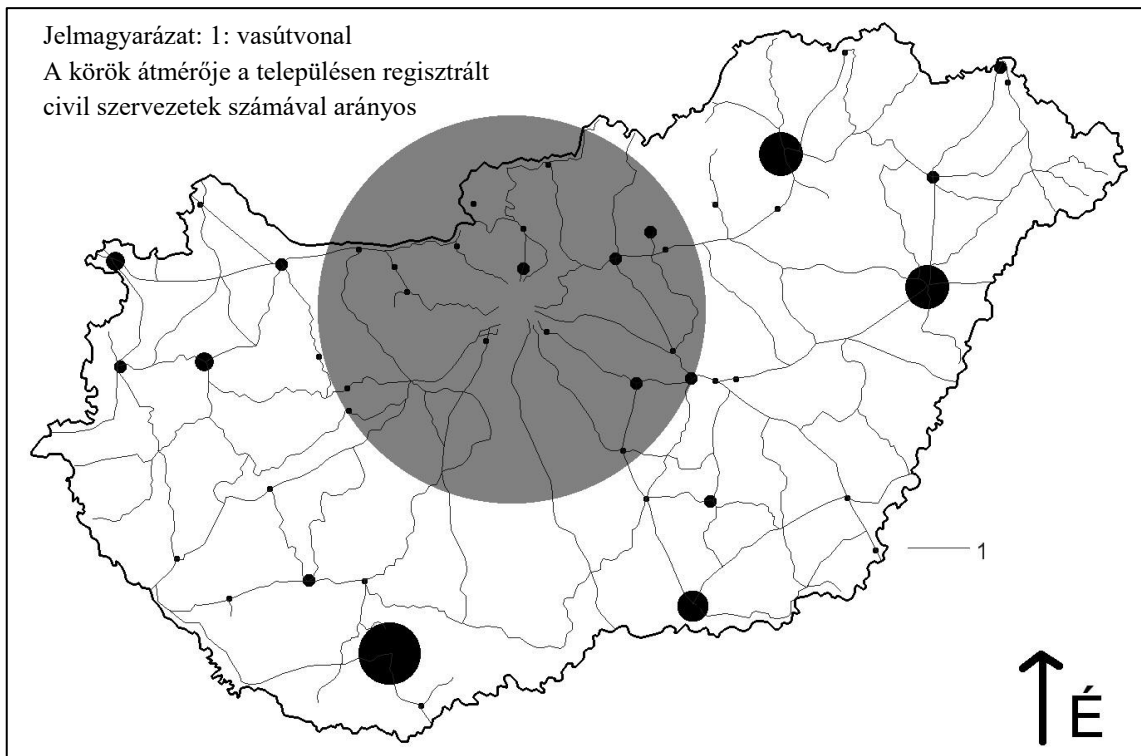 Jelmagyarázat: 1: vasútvonal
A körök átmérője a településen regisztrált
civil szervezetek számával arányos
1
É